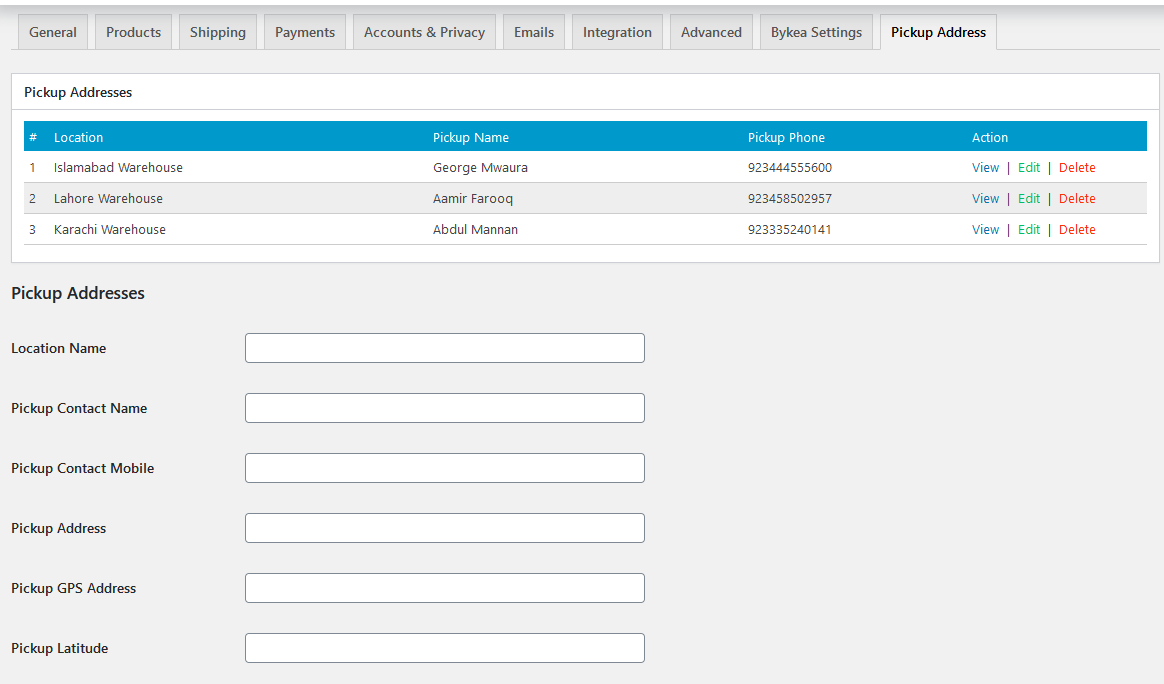 General Products Shipping Payments Accounts & Privacy Emails Integration Advanced Bykea Settings Pickup Address
Pickup Addresses
# Location Pickup Name Pickup Phone Action
1 Islamabad Warehouse George Mwaura 923444555600 View | Edit | Delete
2 Lahore Warehouse Aamir Farooq 923458502957 View | Edit | Delete
3 Karachi Warehouse Abdul Mannan 923335240141 View | Edit | Delete
Pickup Addresses
Location Name
Pickup Contact Name
Pickup Contact Mobile
Pickup Address
Pickup GPS Address
Pickup Latitude